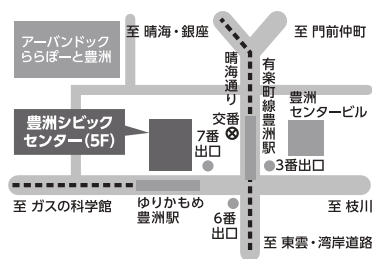 至 晴海・銀座
至 門前仲町
アーバンドック
ららぽーと豊洲
晴海通り
有楽町線豊洲駅
豊洲
センタービル
豊洲シビック
センター(5F)
交番
7番
出口
3番出口
至 ガスの科学館
ゆりかもめ
豊洲駅
6番
出口
至 枝川
至 東雲・湾岸道路